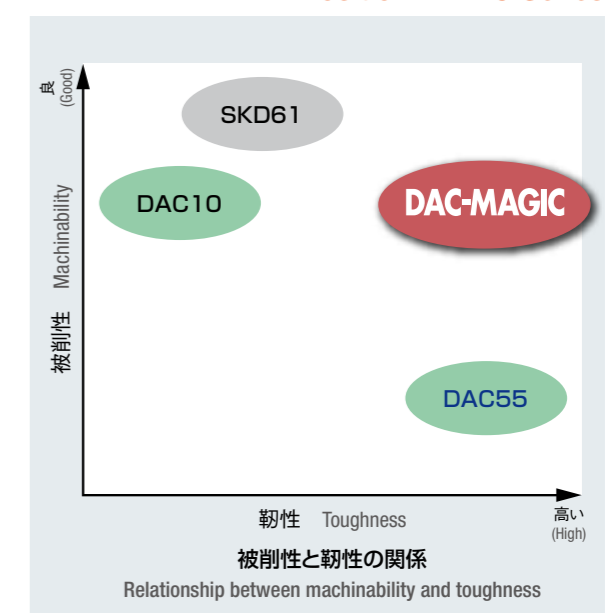 良
(Good)
SKD61
DAC10
DAC-MAGIC
DAC55
被削性 Machinability
靭性 Toughness
高い
(High)
被削性と靭性の関係
Relationship between machinability and toughness